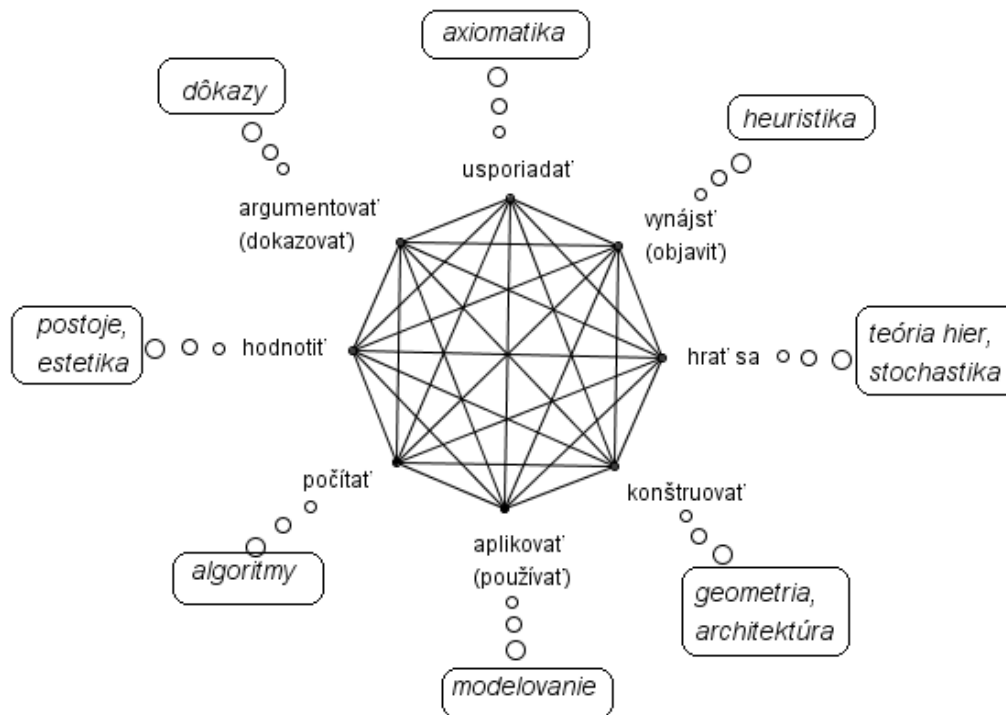 axiomatika
dôkazy
heuristika
usporiadať
argumentovať
(dokazovať)
vynájsť
(objaviť)
postoje,
estetika
hodnotiť
hrať sa
teória hier,
stochastika
počítať
konštruovať
algoritmy
aplikovať
(používať)
geometria,
architektúra
modelovanie